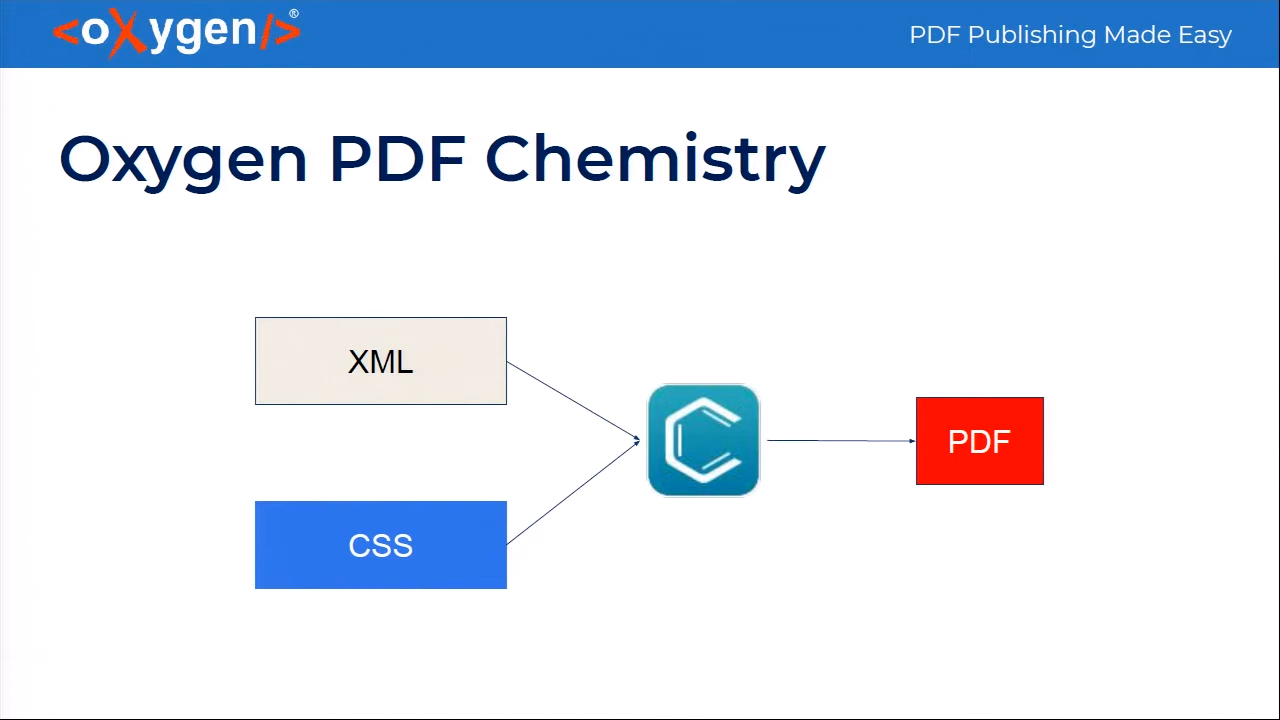 <oXygen/>®
PDF Publishing Made Easy
Oxygen PDF Chemistry
XML
PDF
CSS